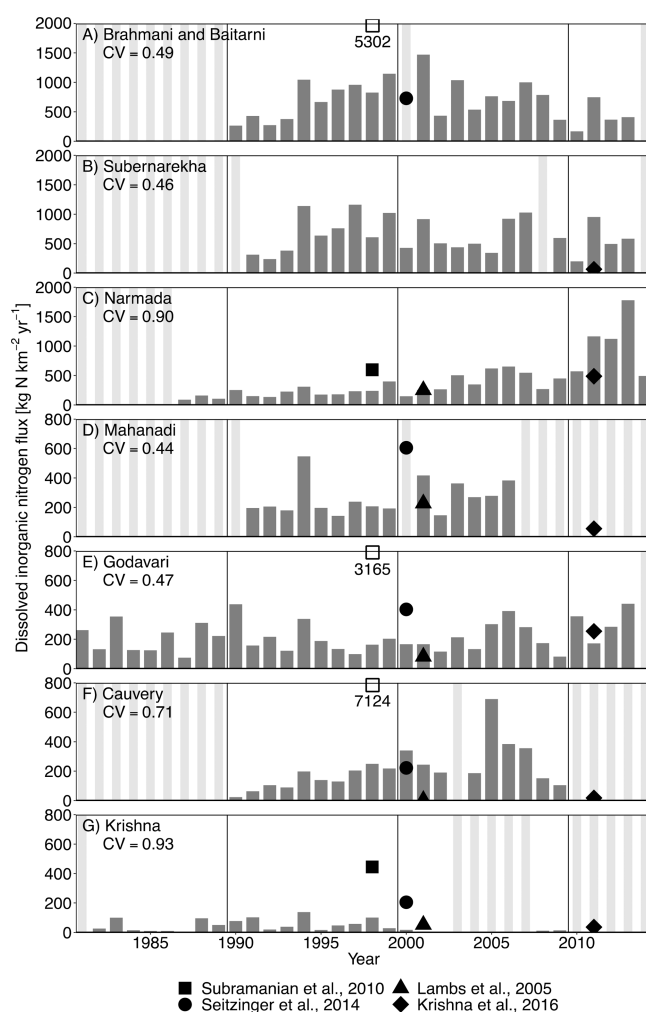 2000
1500
1000
500
0
A) Brahmani and Baitarni
CV = 0.49
5302
2000
1500
1000
500
0
B) Subernarekha
CV = 0.46
2000
1500
1000
500
0
C) Narmada
CV = 0.90
Dissolved inorganic nitrogen flux [kg N km⁻² yr⁻¹]
800
600
400
200
0
D) Mahanadi
CV = 0.44
800
600
400
200
0
E) Godavari
CV = 0.47
3165
800
600
400
200
0
F) Cauvery
CV = 0.71
7124
800
600
400
200
0
G) Krishna
CV = 0.93
1985 1990 1995 2000 2005 2010
Year
Subramanian et al., 2010 Lambs et al., 2005
Seitzinger et al., 2014 Krishna et al., 2016